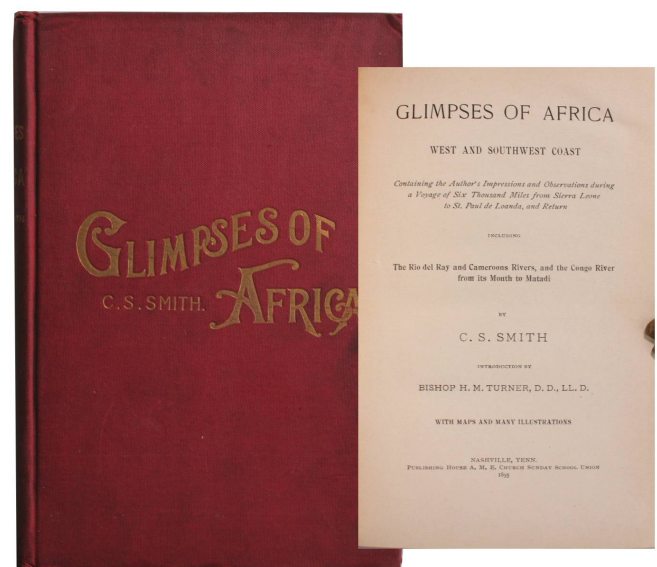 GLIMPSES OF
C.S. SMITH. AFRICA
GLIMPSES OF AFRICA
WEST AND SOUTHWEST COAST
Containing the Author's Impressions and Observations during
a Voyage of Six Thousand Miles from Sierra Leone
to St. Paul de Loanda, and Return
INCLUDING
The Rio del Ray and Cameroons Rivers, and the Congo River
from its Mouth to Matadi
BY
C. S. SMITH
INTRODUCTION BY
BISHOP H. M. TURNER, D. D., LL. D.
WITH MAPS AND MANY ILLUSTRATIONS
NASHVILLE, TENN.
PUBLISHING HOUSE A. M. E. CHURCH SUNDAY SCHOOL UNION
1895